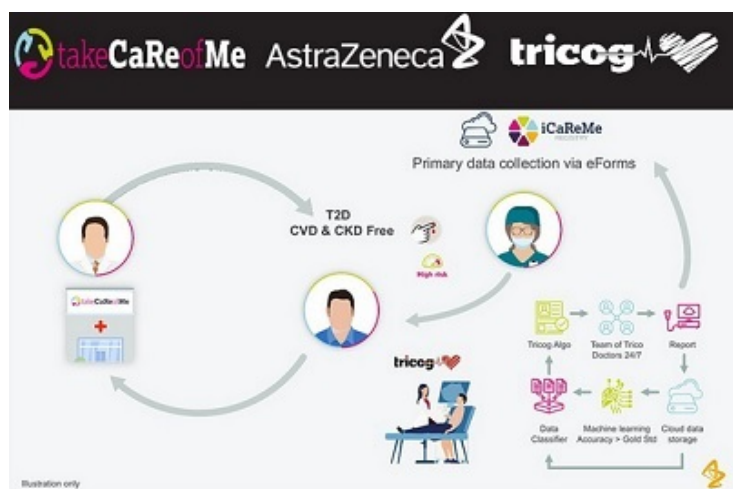 takeCaReofMe AstraZeneca tricog
iCaReMe
REGISTRY
Primary data collection via eForms
T2D
CVD & CKD Free
High risk
takeCaReofMe
tricog
Tricog Algo
Team of Trico
Doctors 24/7
Report
Data
Classifier
Machine learning
Accuracy > Gold Std
Cloud data
storage
Illustration only